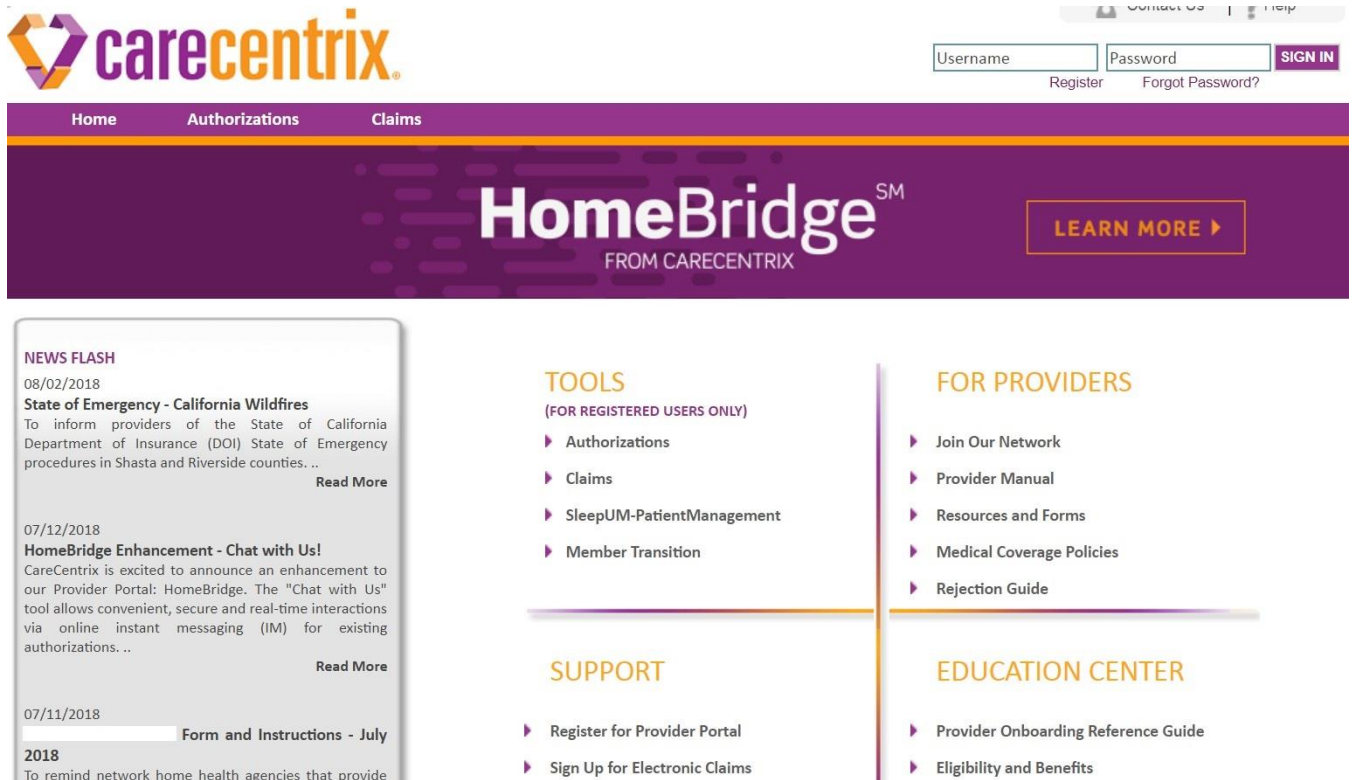 Contact Us | Help
carecentrix®
Username Password SIGN IN
Register Forgot Password?
Home Authorizations Claims
HomeBridge SM
FROM CARECENTRIX
LEARN MORE
NEWS FLASH
08/02/2018
State of Emergency - California Wildfires
To inform providers of the State of California
Department of Insurance (DOI) State of Emergency
procedures in Shasta and Riverside counties. ..
Read More
07/12/2018
HomeBridge Enhancement - Chat with Us!
CareCentrix is excited to announce an enhancement to
our Provider Portal: HomeBridge. The "Chat with Us"
tool allows convenient, secure and real-time interactions
via online instant messaging (IM) for existing
authorizations. ..
Read More
07/11/2018
Form and Instructions - July
2018
To remind network home health agencies that provide
TOOLS
(FOR REGISTERED USERS ONLY)
Authorizations
Claims
SleepUM-PatientManagement
Member Transition
FOR PROVIDERS
Join Our Network
Provider Manual
Resources and Forms
Medical Coverage Policies
Rejection Guide
SUPPORT
Register for Provider Portal
Sign Up for Electronic Claims
EDUCATION CENTER
Provider Onboarding Reference Guide
Eligibility and Benefits